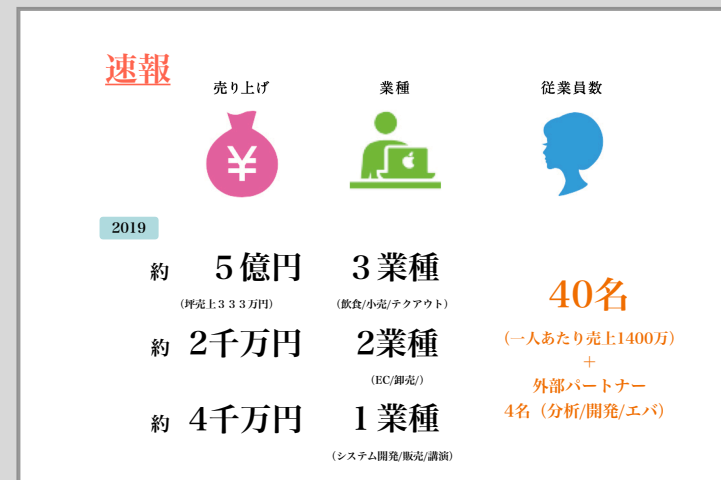 速報
売り上げ 業種 従業員数
¥
2019
約 5億円 3業種
（坪売上333万円） （飲食/小売/テクアウト）
40名
約 2千万円 2業種
（EC/卸売/）
（一人あたり売上1400万）
+
外部パートナー
4名（分析/開発/エバ）
約 4千万円 1業種
（システム開発/販売/講演）